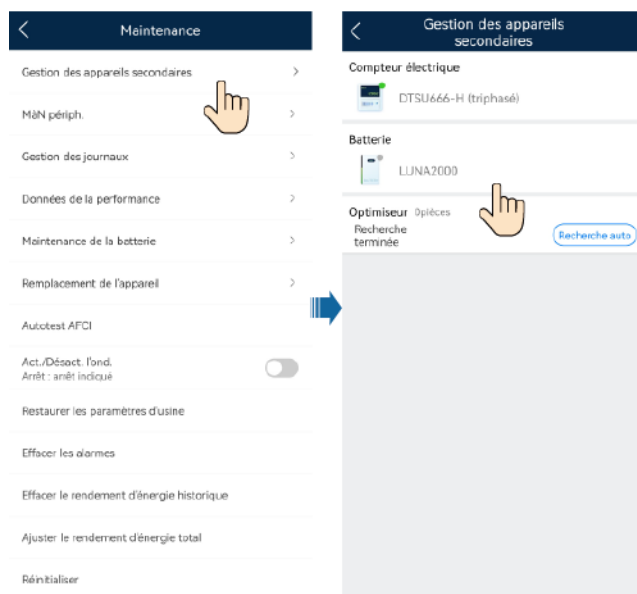 Maintenance
Gestion des appareils secondaires
MàN périph.
Gestion des journaux
Données de la performance
Maintenance de la batterie
Remplacement de l'appareil
Autotest AFCI
Act./Désact. l'ond.
Arrêt : arrêt indiqué
Restaurer les paramètres d'usine
Effacer les alarmes
Effacer le rendement d'énergie historique
Ajuster le rendement d'énergie total
Réinitialiser
Gestion des appareils
secondaires
Compteur électrique
DTSU666-H (triphasé)
Batterie
LUNA2000
Optimiseur 0pièces
Recherche
terminée
Recherche auto